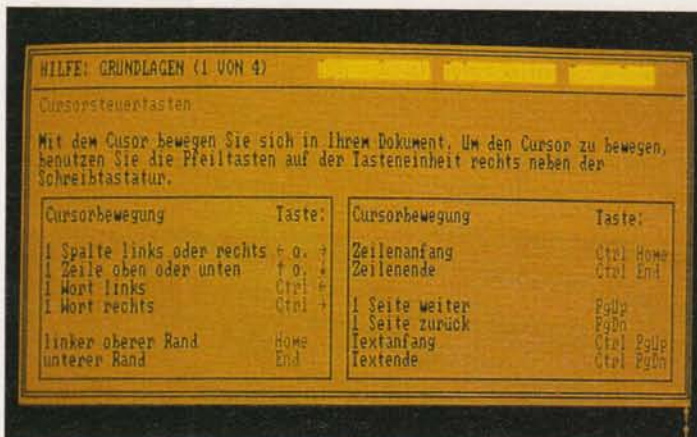 HILFE: GRUNDLAGEN (1 VON 4)
Cursorsteuertasten
Mit dem Cusor bewegen Sie sich in Ihrem Dokument. Um den Cursor zu bewegen,
benutzen Sie die Pfeiltasten auf der Tasteneinheit rechts neben der
Schreibtastatur.
Cursorbewegung Taste:
1 Spalte links oder rechts ← o. →
1 Zeile oben oder unten ↑ o. ↓
1 Wort links Ctrl ←
1 Wort rechts Ctrl →
linker oberer Rand Home
unterer Rand End
Cursorbewegung Taste:
Zeilenanfang Ctrl Home
Zeilenende Ctrl End
1 Seite weiter PgUp
1 Seite zurück PgDn
Textanfang Ctrl PgUp
Textende Ctrl PgDn